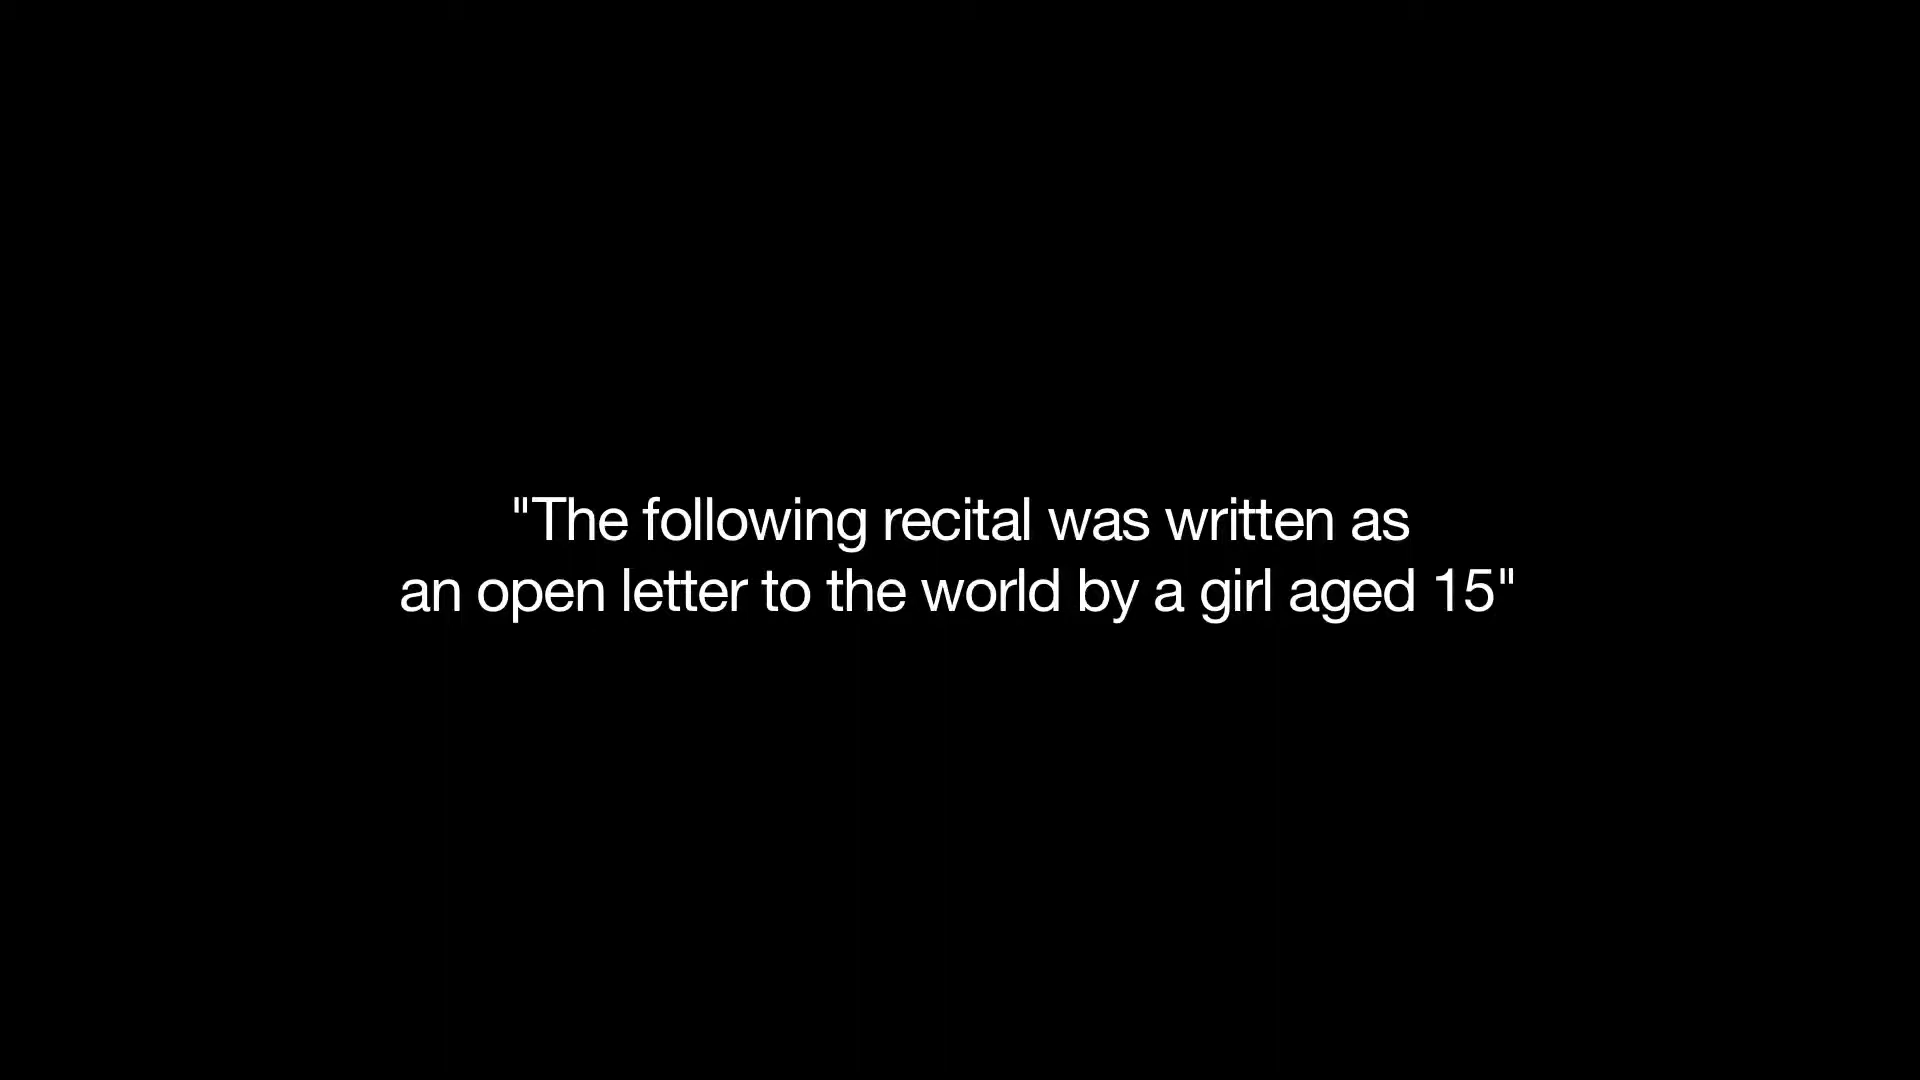 "The following recital was written as
an open letter to the world by a girl aged 15"